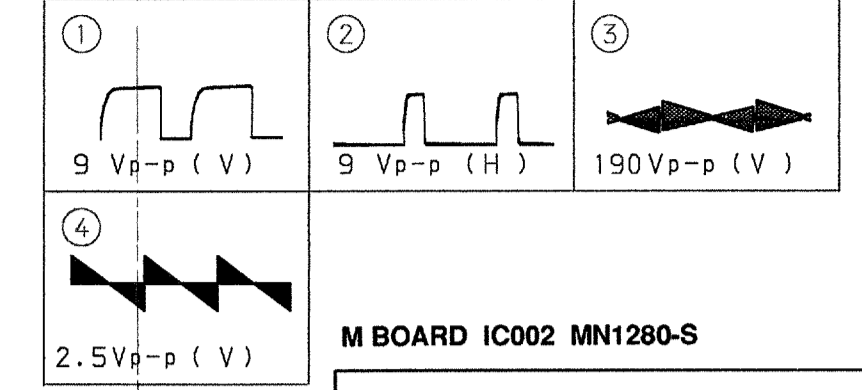 1
2
3
9 Vp-p ( V )
9 Vp-p (H )
190Vp-p (V )
4
2.5Vp-p ( V)
M BOARD IC002 MN1280-S